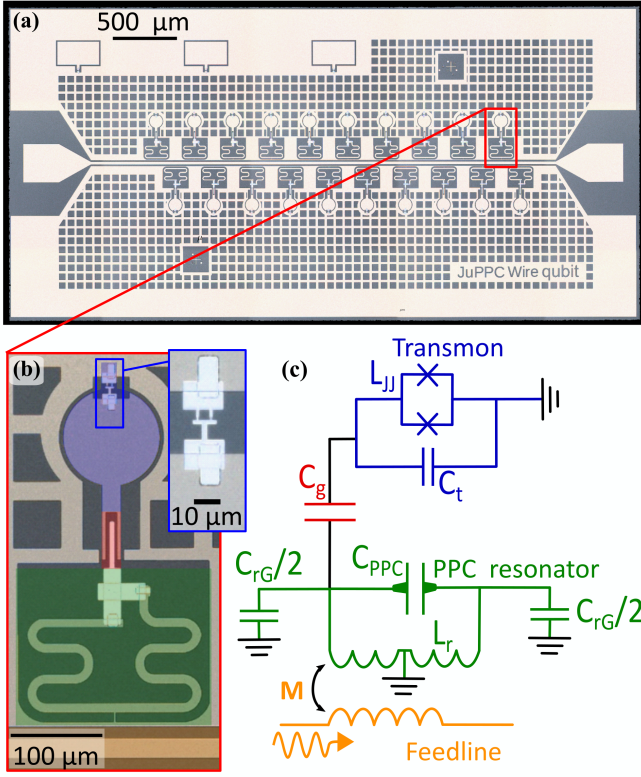 (a)
500 μm
JuPPC Wire qubit
(b)
10 μm
100 μm
(c)
Transmon
L_JJ
C_t
C_g
C_rG/2
C_PPC
PPC resonator
C_rG/2
L_r
M
Feedline